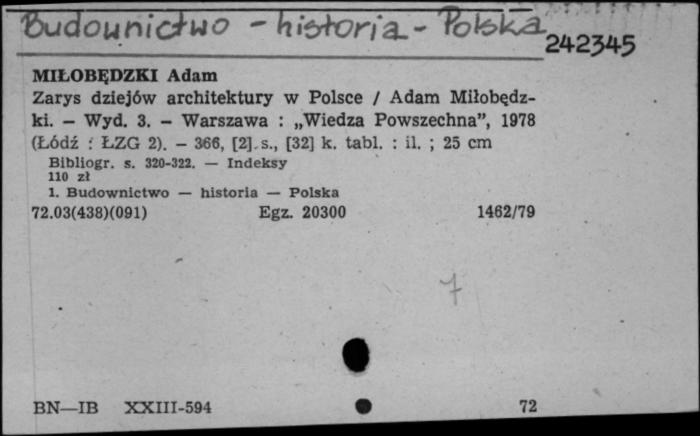 Budownictwo - historia - Polska
242345
MIŁOBĘDZKI Adam
Zarys dziejów architektury w Polsce / Adam Miłobędz-
ki. — Wyd. 3. — Warszawa : „Wiedza Powszechna”, 1978
(Łódź : ŁZG 2). — 366, [2] s., [32] k. tabl. : il. ; 25 cm
Bibliogr. s. 320-322. — Indeksy
110 zł
1. Budownictwo — historia — Polska
72.03(438)(091) Egz. 20300 1462/79
7
BN—IB XXIII-594 72